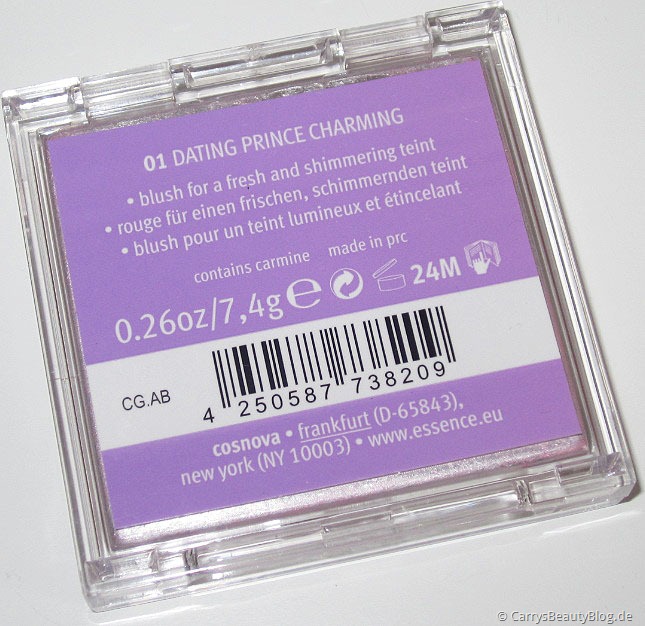 01 DATING PRINCE CHARMING
• blush for a fresh and shimmering teint
• rouge für einen frischen, schimmernden teint
• blush pour un teint lumineux et étincelant
contains carmine made in prc
0.26oz/7,4g ℮ 24M
CG.AB
4 250587 738209
cosnova • frankfurt (D-65843),
new york (NY 10003) • www.essence.eu
© CarrysBeautyBlog.de